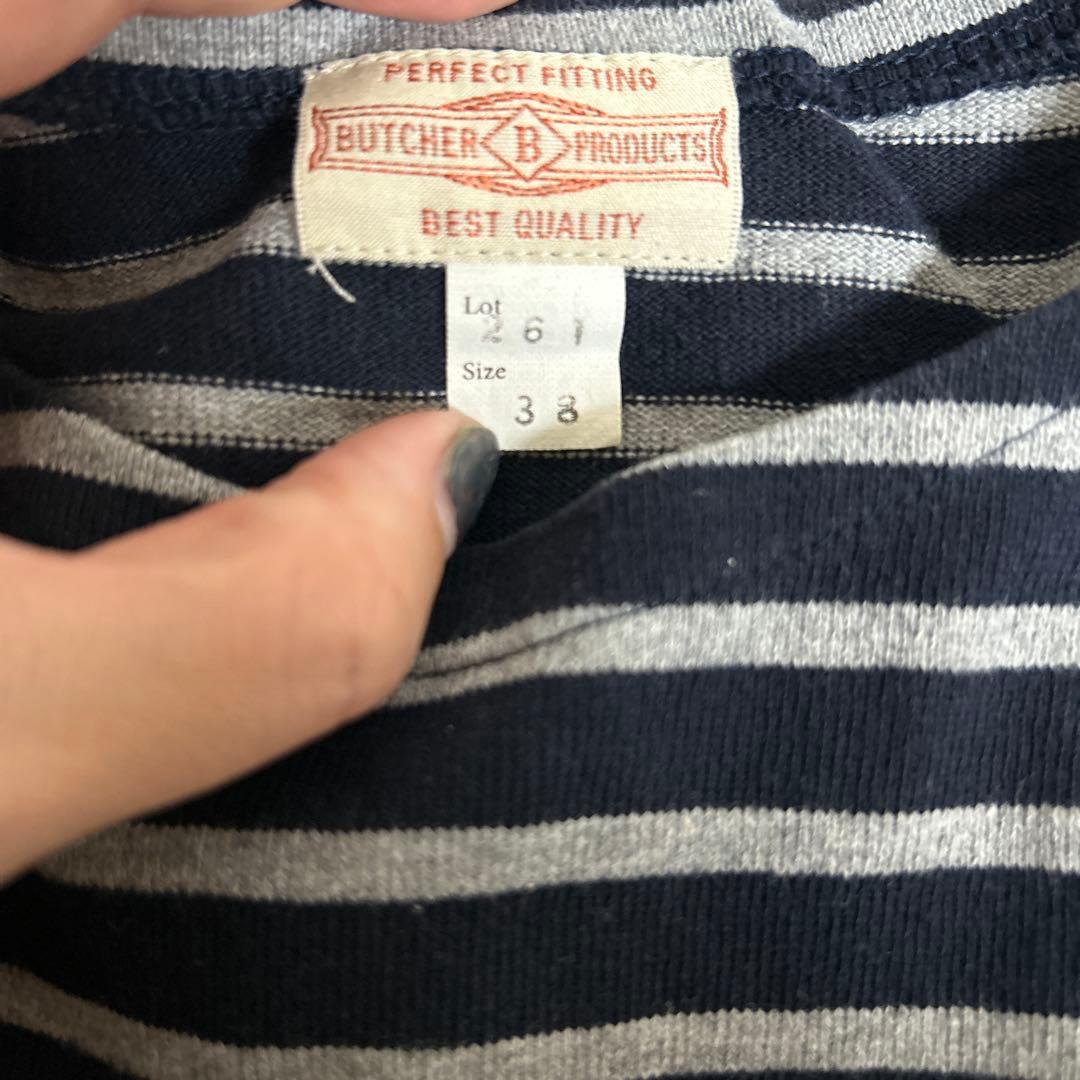 PERFECT FITTING
BUTCHER B PRODUCTS
BEST QUALITY
Lot
261
Size
38